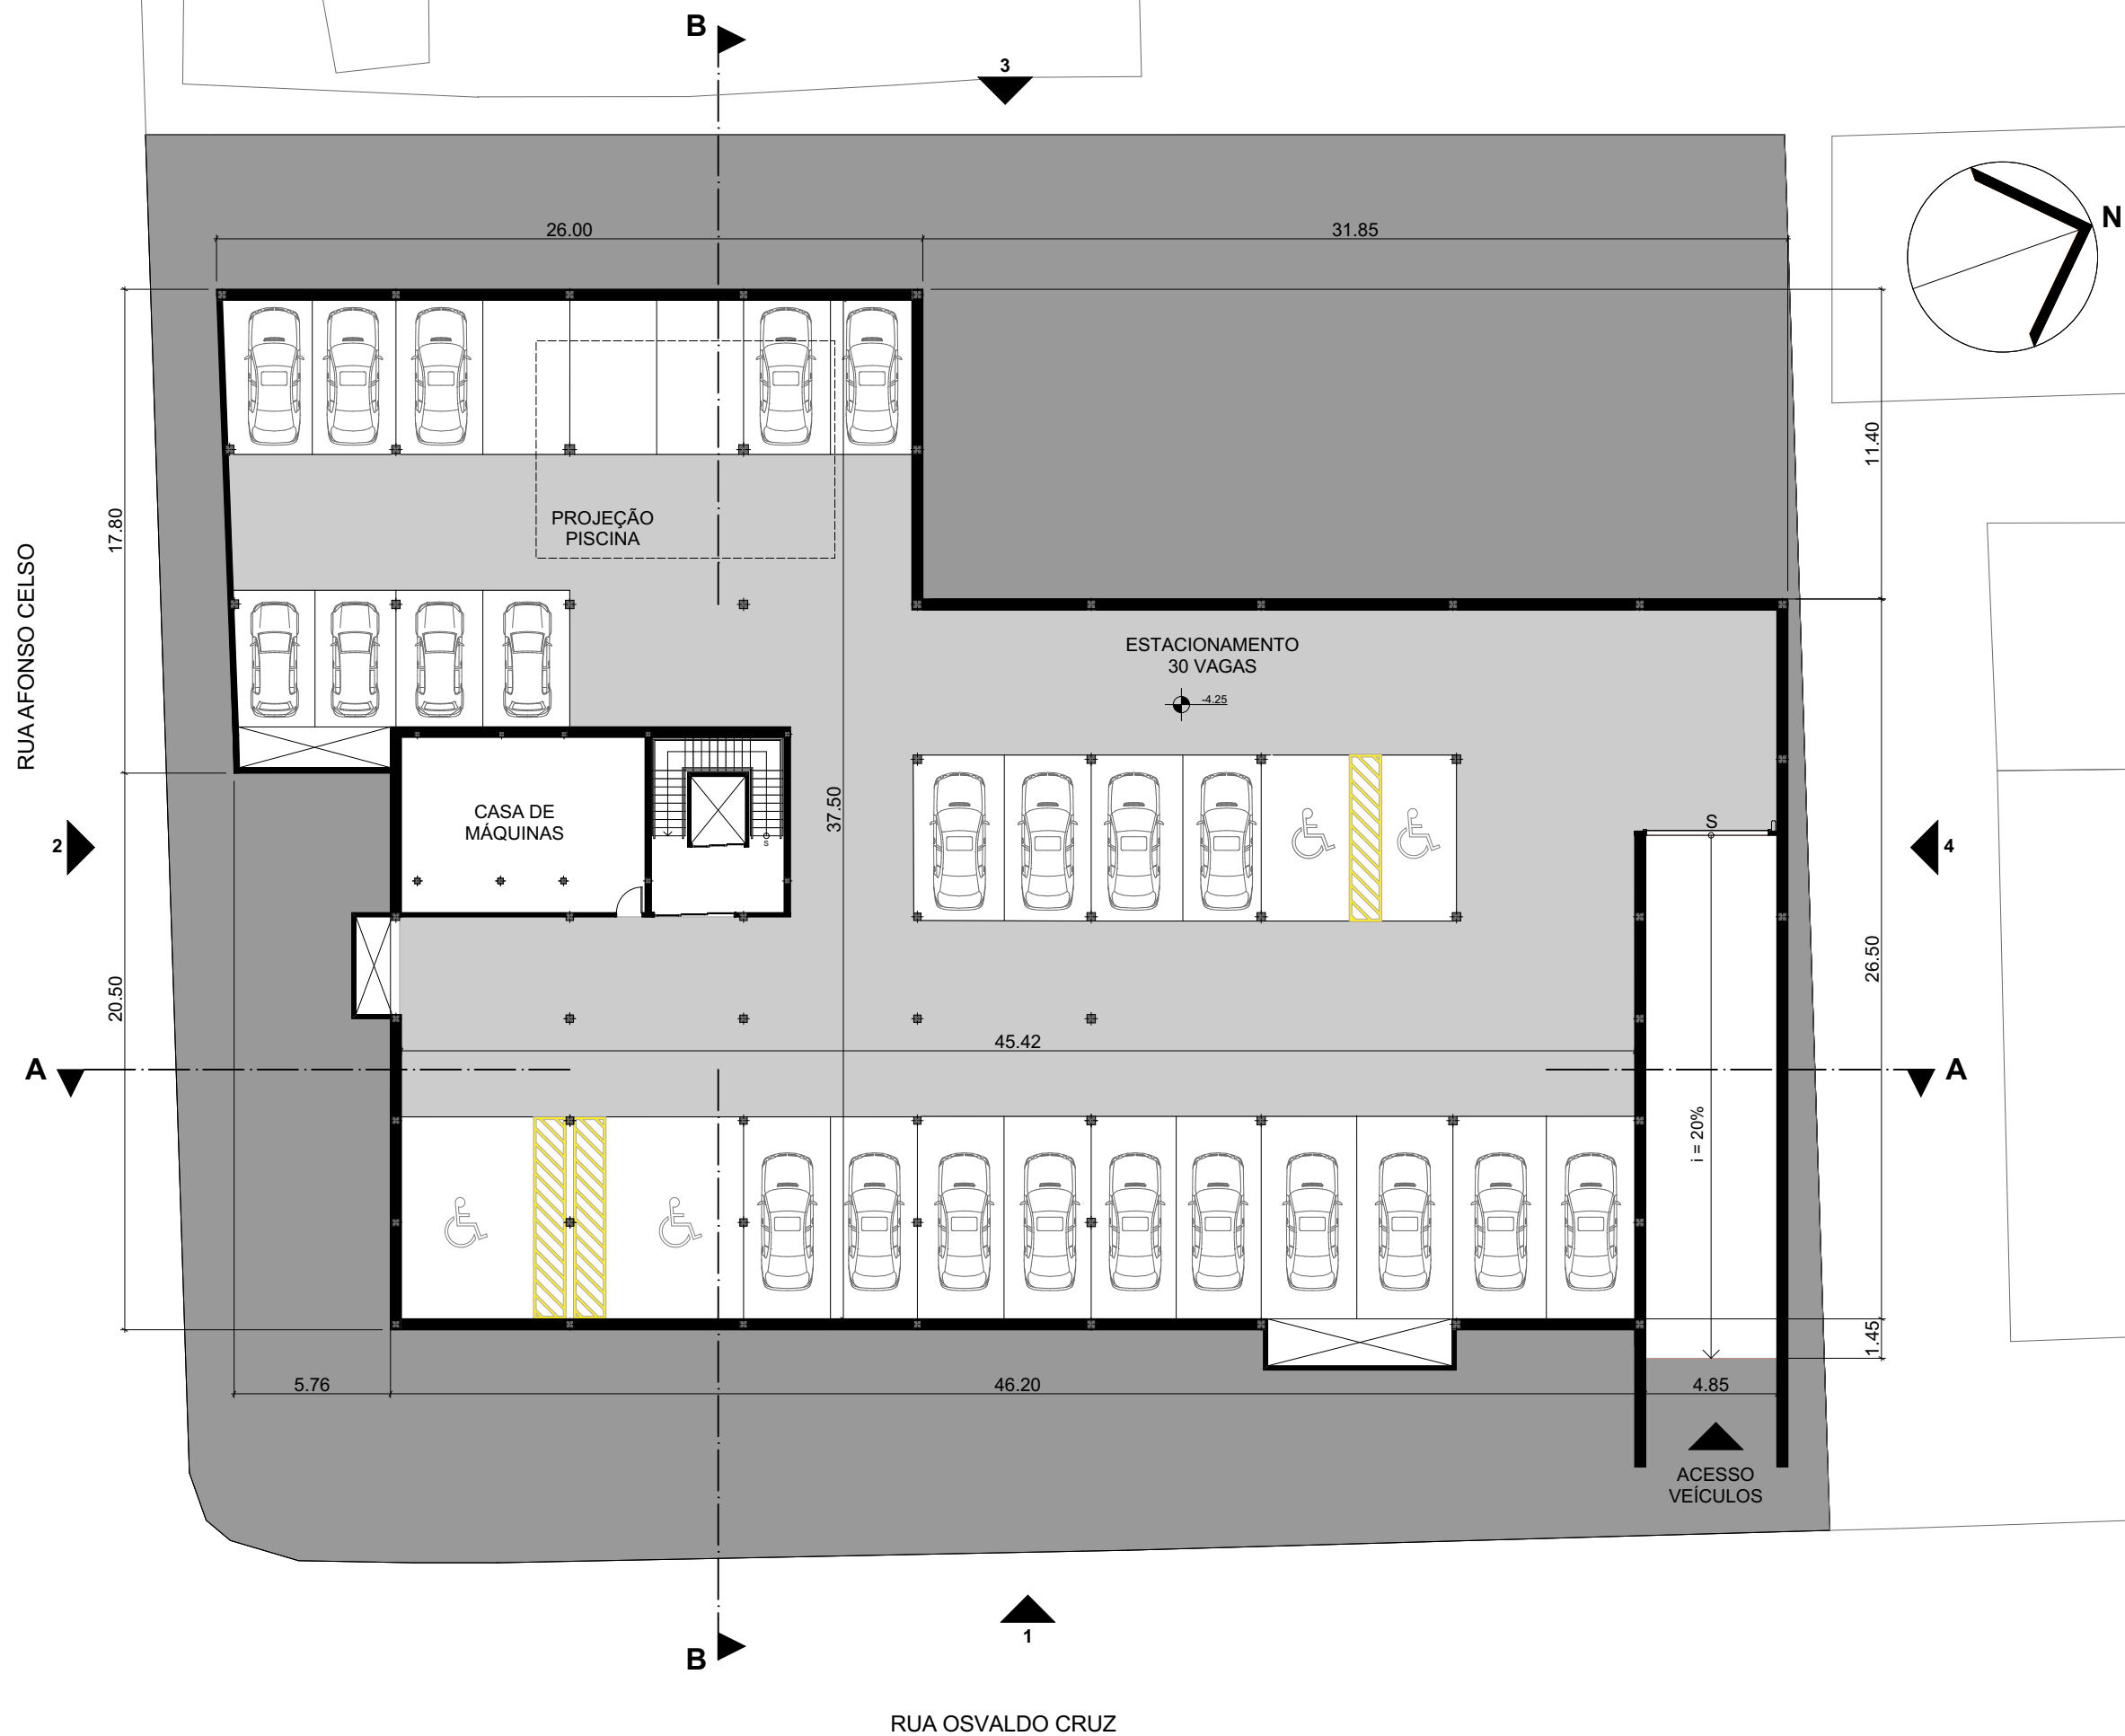 B
3
N
26.00
31.85
11.40
17.80
PROJEÇÃO
PISCINA
RUA AFONSO CELSO
ESTACIONAMENTO
30 VAGAS
-4.25
CASA DE
MÁQUINAS
S
37.50
S
2
4
20.50
26.50
45.42
A
A
i = 20%
1.45
5.76
46.20
4.85
ACESSO
VEÍCULOS
1
B
RUA OSVALDO CRUZ